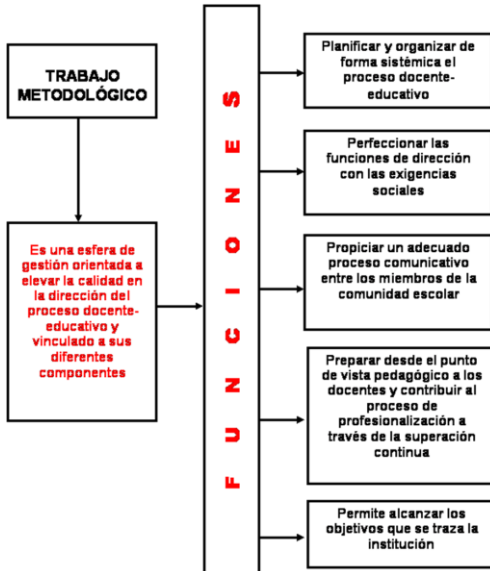 TRABAJO
METODOLÓGICO
Es una esfera de
gestión orientada a
elevar la calidad en
la dirección del
proceso docente-
educativo y
vinculado a sus
diferentes
componentes
FUNCIONES
Planificar y organizar de
forma sistémica el
proceso docente-
educativo
Perfeccionar las
funciones de dirección
con las exigencias
sociales
Propiciar un adecuado
proceso comunicativo
entre los miembros de la
comunidad escolar
Preparar desde el punto
de vista pedagógico a los
docentes y contribuir al
proceso de
profesionalización a
través de la superación
continua
Permite alcanzar los
objetivos que se traza la
institución